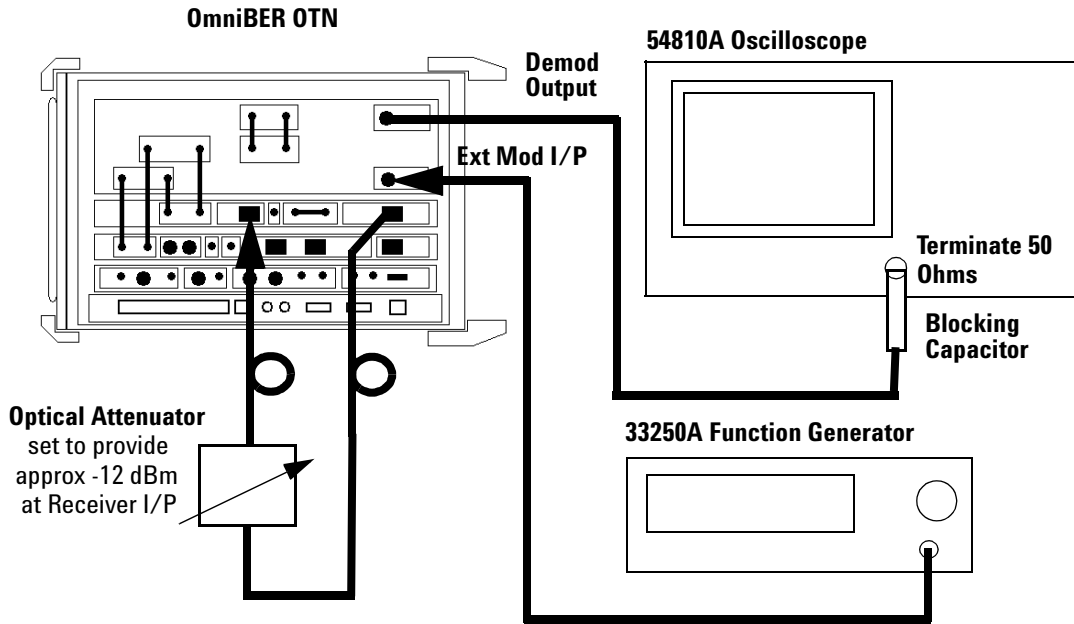 OmniBER OTN
54810A Oscilloscope
Demod
Output
Ext Mod I/P
Terminate 50
Ohms
Blocking
Capacitor
Optical Attenuator
set to provide
approx -12 dBm
at Receiver I/P
33250A Function Generator